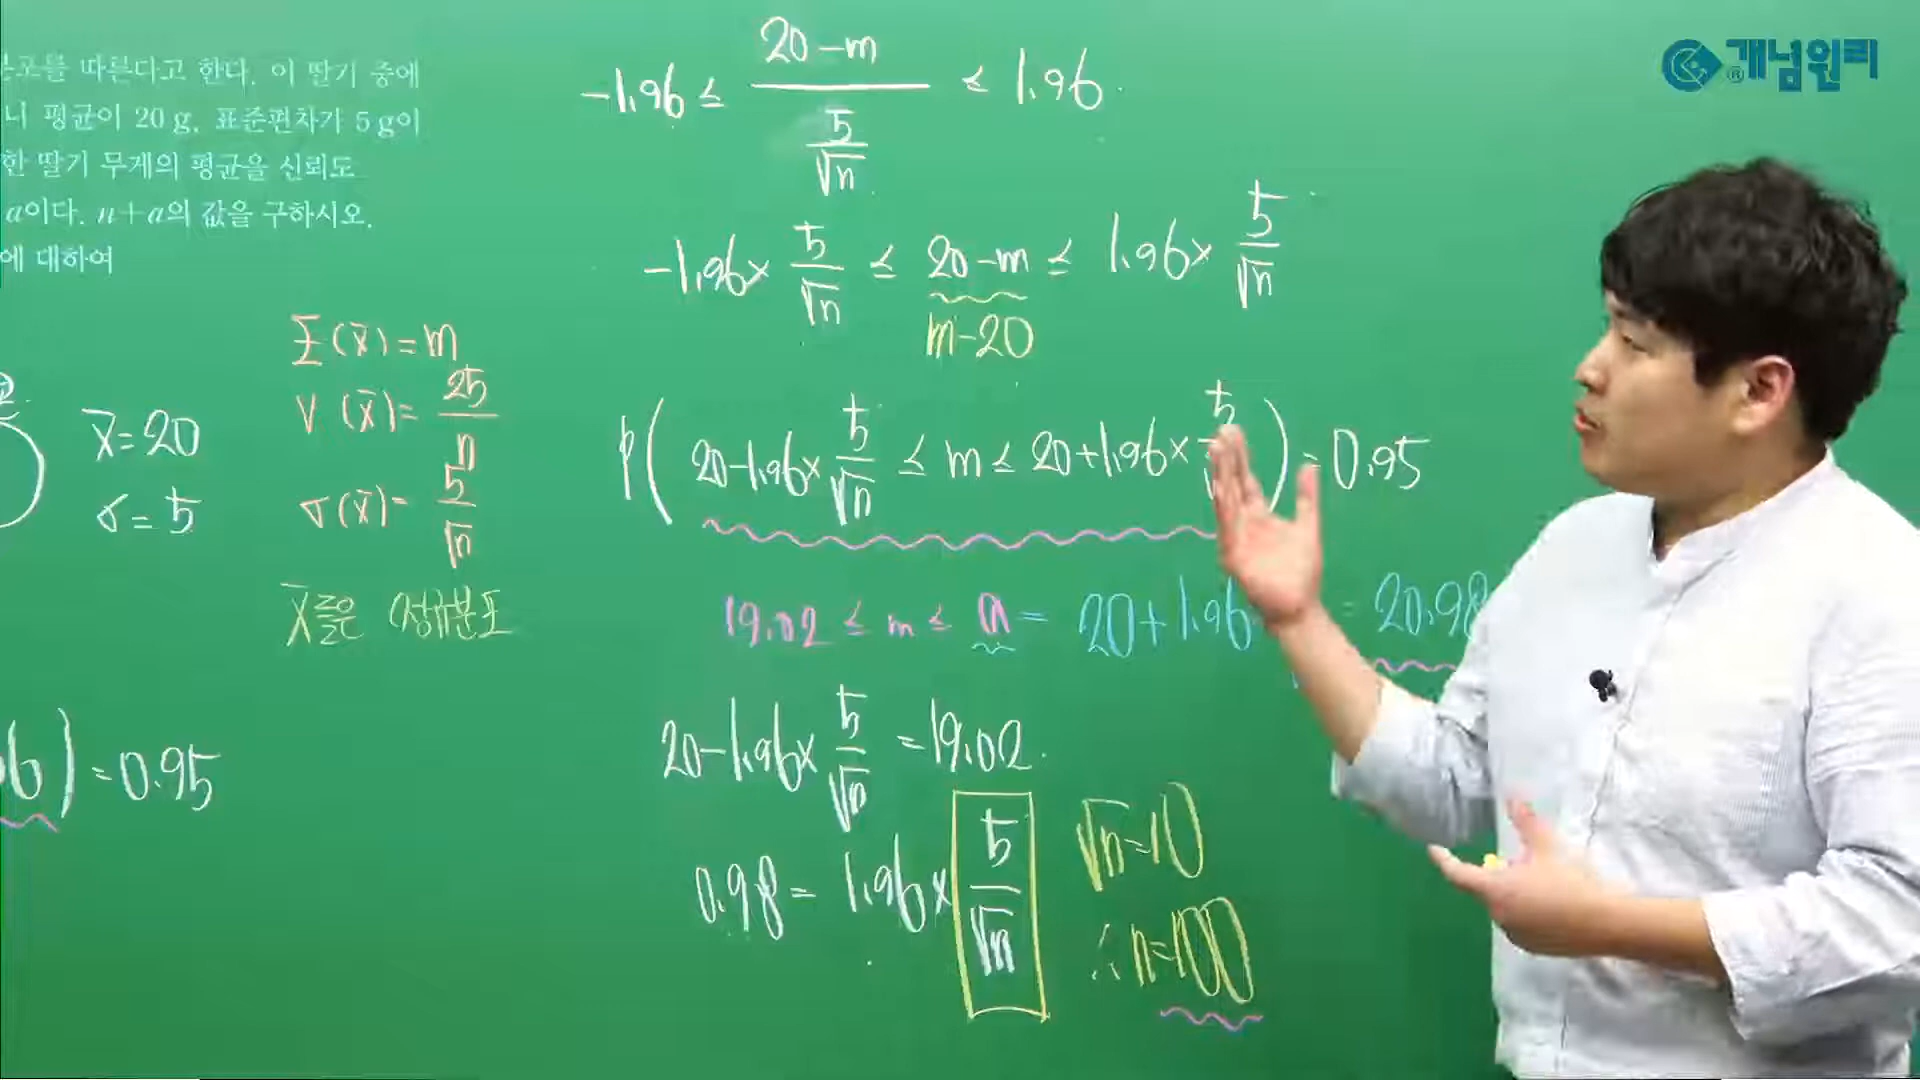 분포를 따른다고 한다. 이 딸기 중에
니 평균이 20 g, 표준편차가 5 g이
한 딸기 무게의 평균을 신뢰도
a이다. n+a의 값을 구하시오.
에 대하여
x̄=20
σ=5
6)=0.95
E(x̄)=m
V(x̄)=25/n
σ(x̄)=5/√n
x̄들은 정규분포
-1.96 ≤ (20-m)/(5/√n) ≤ 1.96
-1.96× 5/√n ≤ 20-m ≤ 1.96× 5/√n
m-20
P(20-1.96× 5/√n ≤ m ≤ 20+1.96× 5 )=0.95
19.02 ≤ m ≤ a = 20+1.96 = 20.98
20-1.96× 5/√n =19.02
0.98= 1.96× 5/√n
√n=10
∴ n=100
개념원리
®